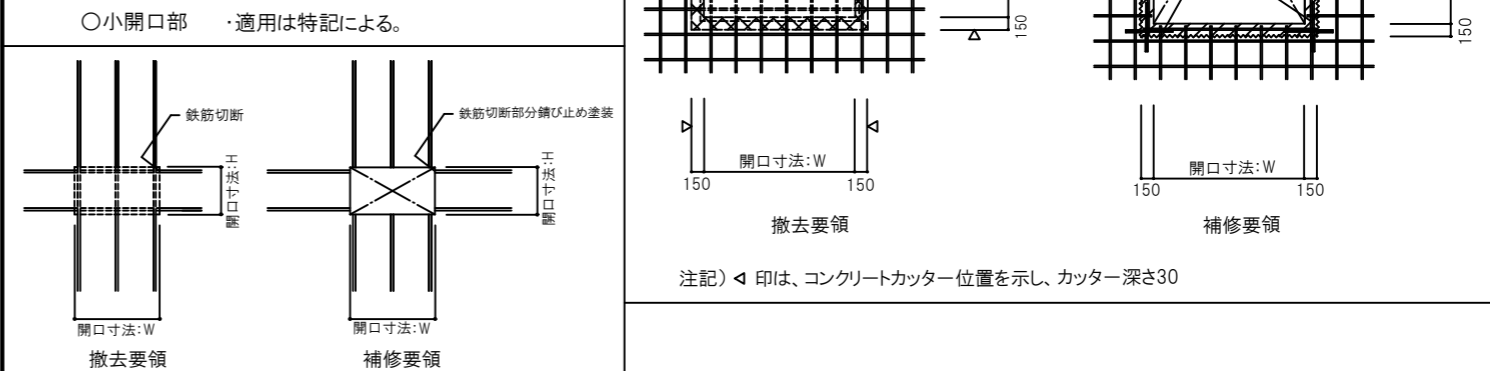 〇小開口部　・適用は特記による。
鉄筋切断
開口寸法:H
開口寸法:W
撤去要領
鉄筋切断部分錆び止め塗装
開口寸法:H
開口寸法:W
補修要領
150
開口寸法:W
150
150
撤去要領
150
開口寸法:W
150
150
補修要領
注記）◁ 印は、コンクリートカッター位置を示し、カッター深さ30